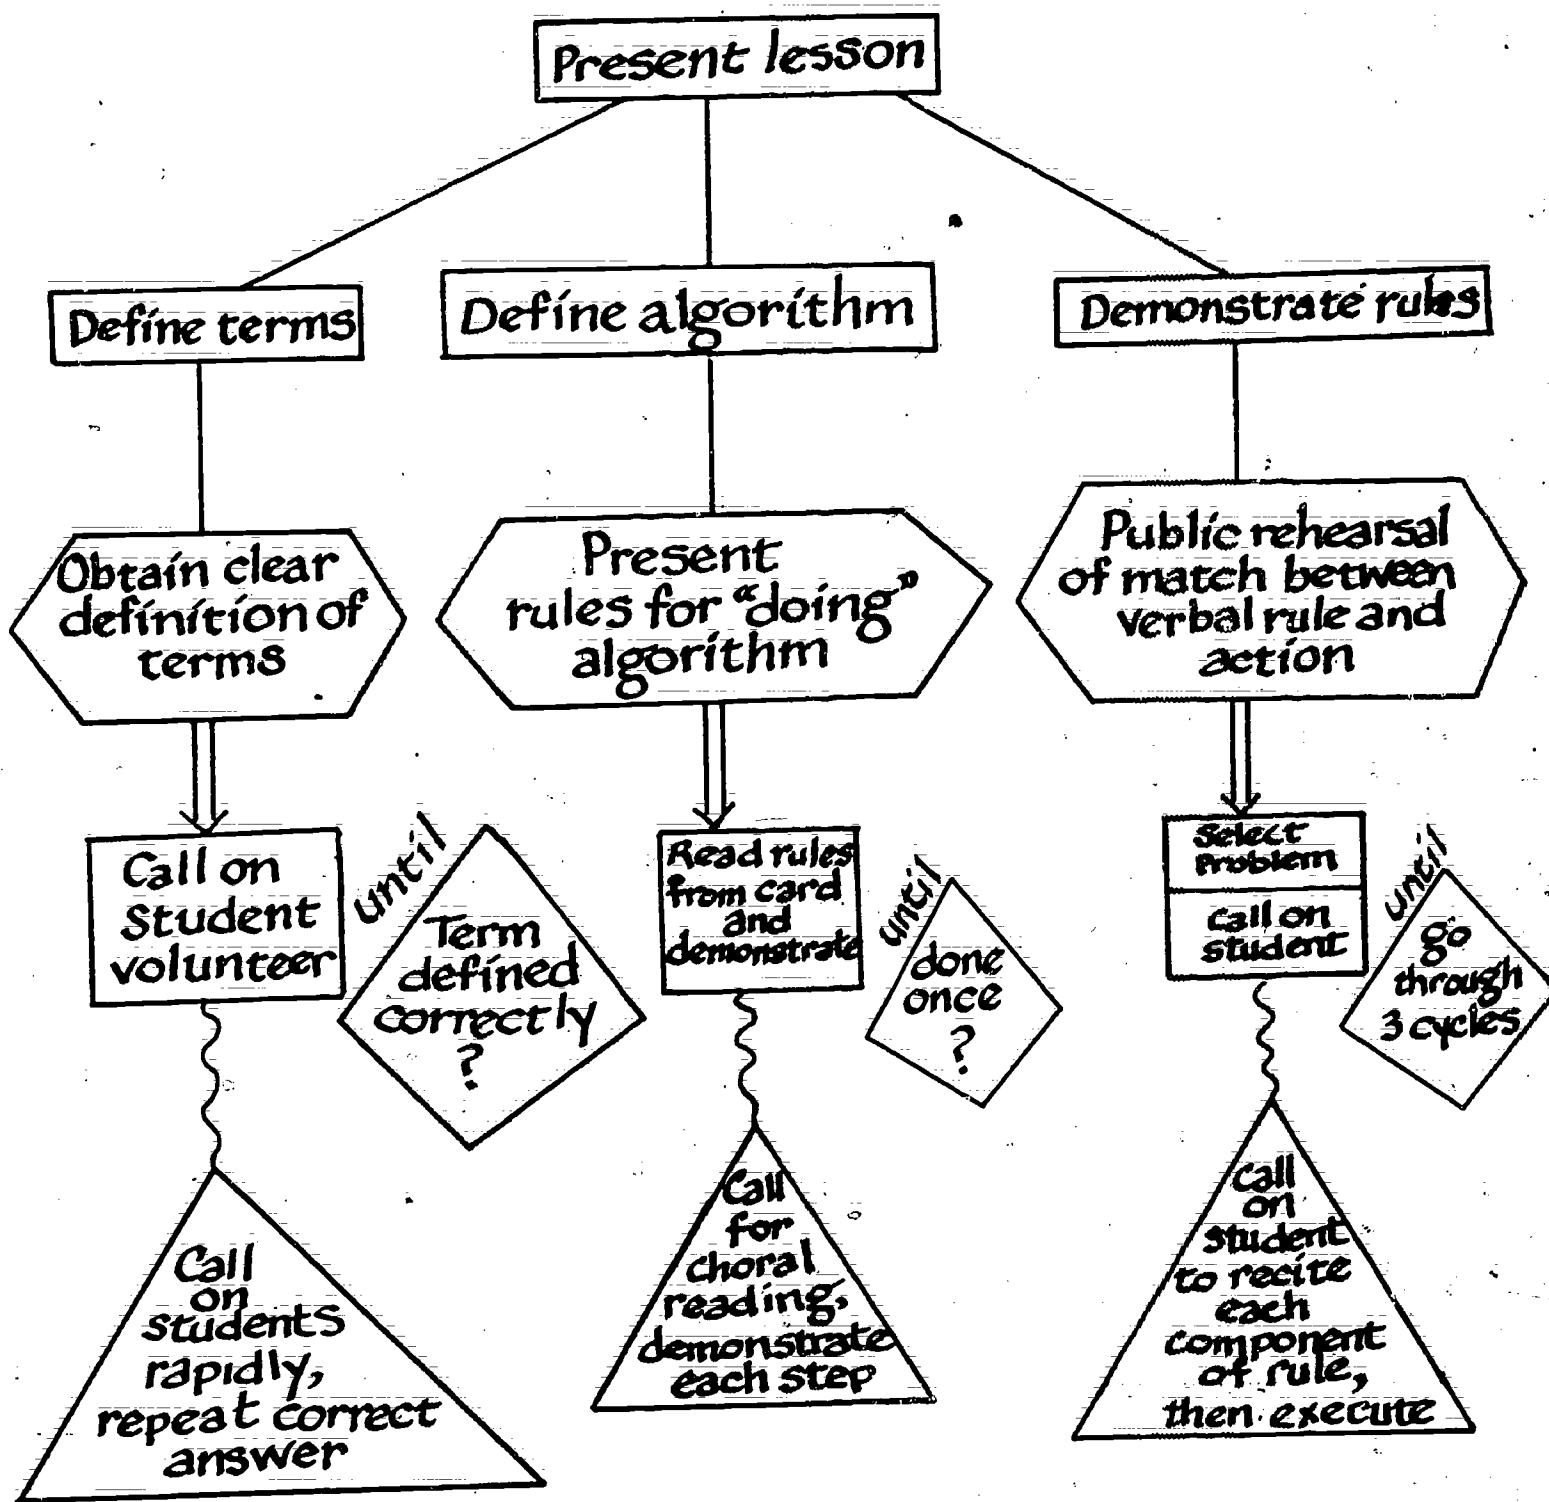 Present lesson
Define terms
Define algorithm
Demonstrate rules
Obtain clear
definition of
terms
Present
rules for "doing"
algorithm
Public rehearsal
of match between
verbal rule and
action
Call on
Student
volunteer
until
Term
defined
correctly
?
Read rules
from card
and
demonstrate
until
done
once
?
Select
Problem
Call on
student
until
go
through
3 cycles
Call
on
students
rapidly,
repeat correct
answer
Call
for
choral
reading,
demonstrate
each step
Call
on
student
to recite
each
component
of rule,
then execute